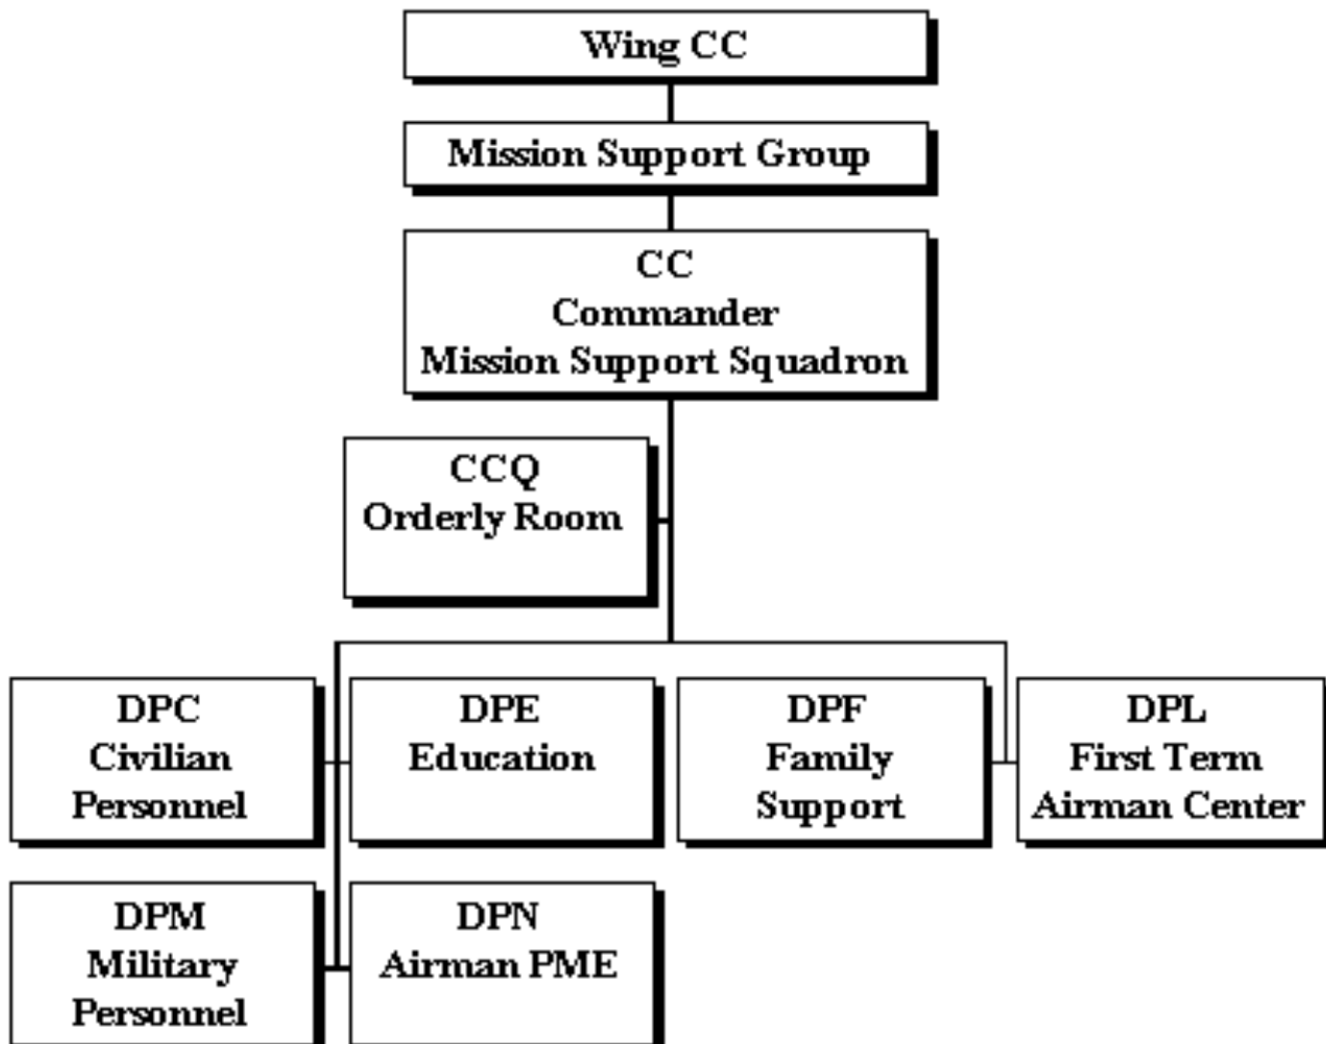 Wing CC
Mission Support Group
CC
Commander
Mission Support Squadron
CCQ
Orderly Room
DPC
Civilian
Personnel
DPE
Education
DPF
Family
Support
DPL
First Term
Airman Center
DPM
Military
Personnel
DPN
Airman PME